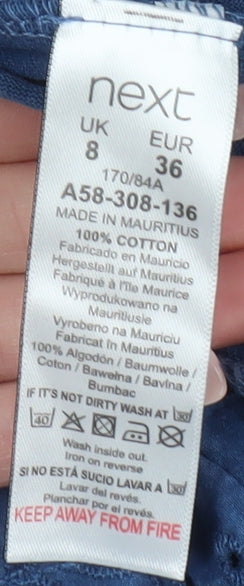 next
UK EUR
8 36
170/84A
A58-308-136
MADE IN MAURITIUS
100% COTTON
Fabricado en Mauricio
Hergestellt auf Mauritius
Fabriqué à l'île Maurice
Wyprodukowano na
Mauritiusie
Vyrobeno na Mauriciu
Fabricat în Mauritius
100% Algodón / Baumwolle /
Coton / Bawełna / Bavlna /
Bumbac
IF IT'S NOT DIRTY WASH AT 30
40
Wash inside out.
Iron on reverse
SI NO ESTÁ SUCIO LAVAR A 30
Lavar del revés.
Planchar por el revés.
KEEP AWAY FROM FIRE